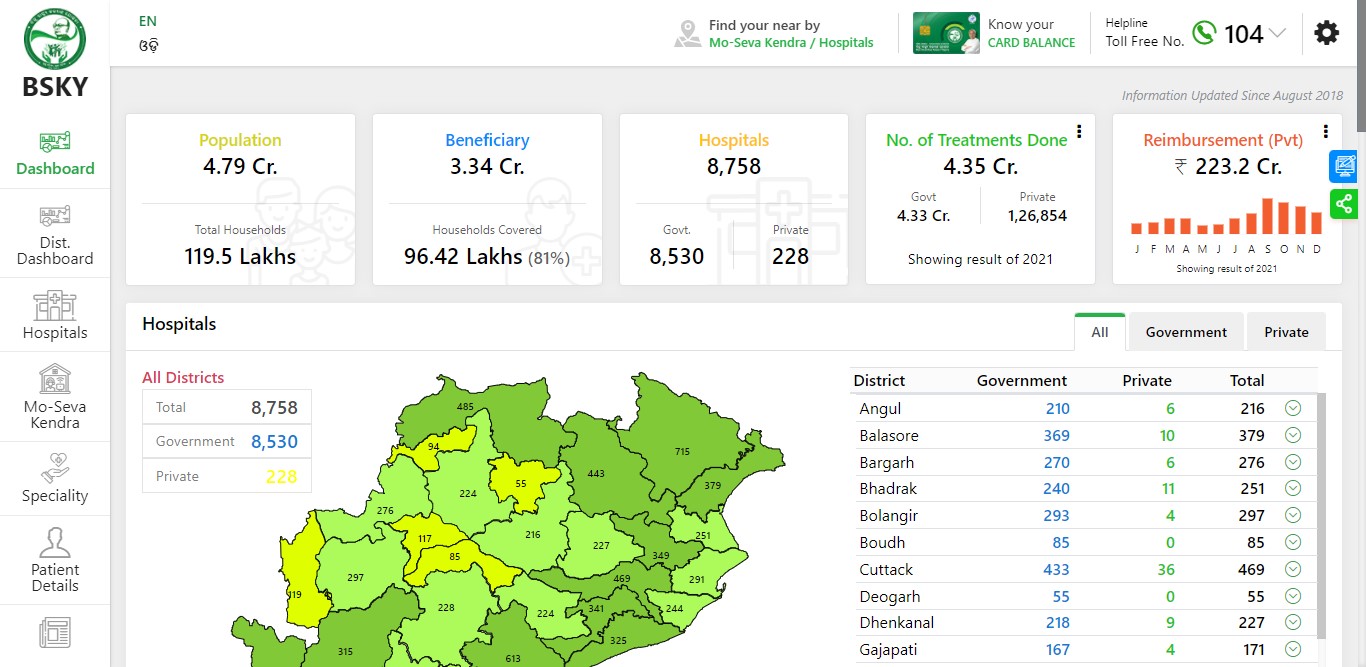 BSKY
Dashboard
Dist.
Dashboard
Hospitals
Mo-Seva
Kendra
Speciality
Patient
Details
EN
ଓଡ଼ି
Find your near by
Mo-Seva Kendra / Hospitals
Know your
CARD BALANCE
Helpline
Toll Free No.
104
Information Updated Since August 2018
Population
4.79 Cr.
Total Households
119.5 Lakhs
Beneficiary
3.34 Cr.
Households Covered
96.42 Lakhs (81%)
Hospitals
8,758
Govt. Private
8,530 228
No. of Treatments Done
4.35 Cr.
Govt Private
4.33 Cr. 1,26,854
Showing result of 2021
Reimbursement (Pvt)
₹ 223.2 Cr.
J F M A M J J A S O N D
Showing result of 2021
Hospitals
All Government Private
All Districts
Total 8,758
Government 8,530
Private 228
485
94
715
443
379
55
224
276
216
251
117
227
349
85
297
469
291
119
228
341
244
224
325
315
613
District Government Private Total
Angul 210 6 216
Balasore 369 10 379
Bargarh 270 6 276
Bhadrak 240 11 251
Bolangir 293 4 297
Boudh 85 0 85
Cuttack 433 36 469
Deogarh 55 0 55
Dhenkanal 218 9 227
Gajapati 167 4 171